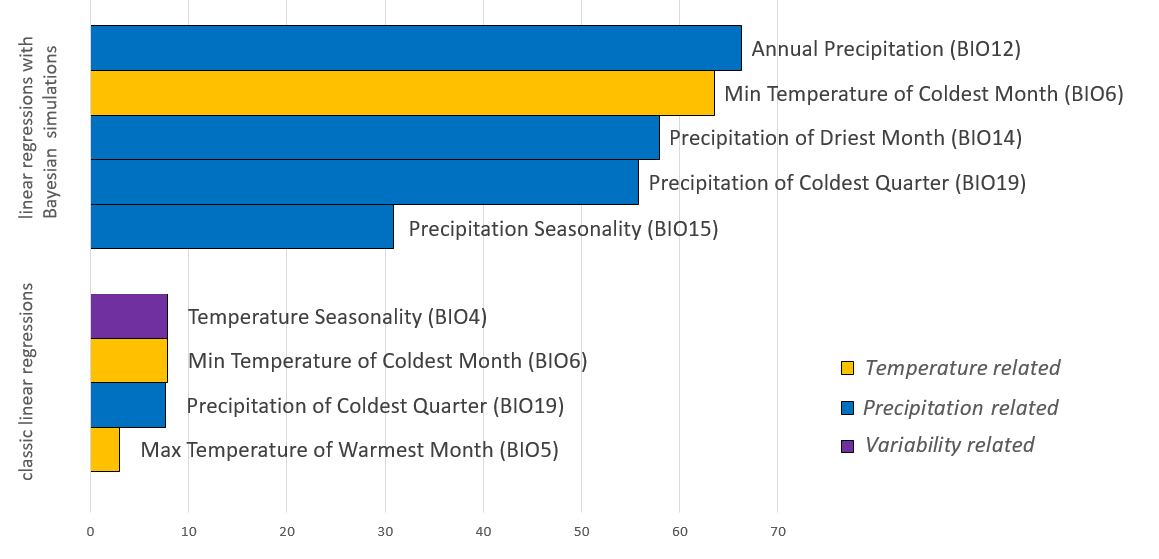 linear regressions with
Bayesian simulations
Annual Precipitation (BIO12)
Min Temperature of Coldest Month (BIO6)
Precipitation of Driest Month (BIO14)
Precipitation of Coldest Quarter (BIO19)
Precipitation Seasonality (BIO15)
classic linear regressions
Temperature Seasonality (BIO4)
Min Temperature of Coldest Month (BIO6)
Precipitation of Coldest Quarter (BIO19)
Max Temperature of Warmest Month (BIO5)
Temperature related
Precipitation related
Variability related
0 10 20 30 40 50 60 70